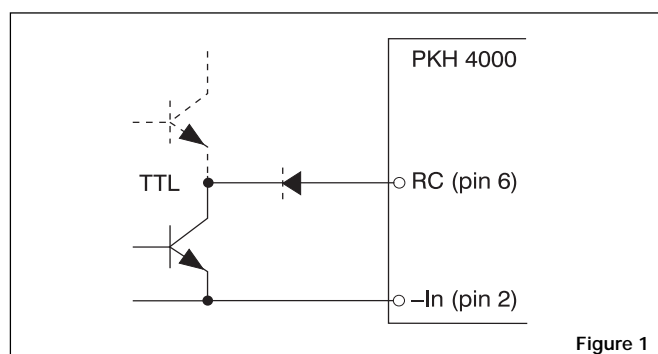 PKH 4000
TTL
RC (pin 6)
–In (pin 2)
Figure 1